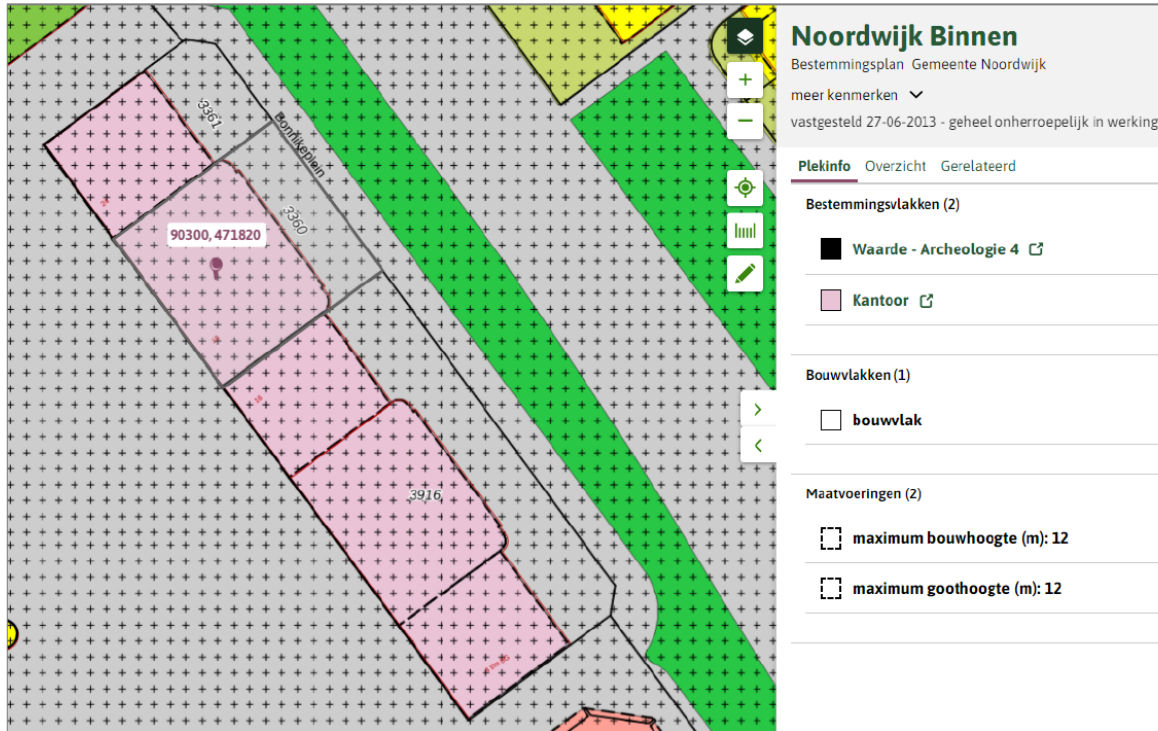 Noordwijk Binnen
Bestemmingsplan Gemeente Noordwijk
meer kenmerken
vastgesteld 27-06-2013 - geheel onherroepelijk in werking
Plekinfo Overzicht Gerelateerd
Bestemmingsvlakken (2)
Waarde - Archeologie 4
Kantoor
Bouwvlakken (1)
bouwvlak
Maatvoeringen (2)
maximum bouwhoogte (m): 12
maximum goothoogte (m): 12
3361
Bonnikeplein
3360
90300, 471820
16
3916